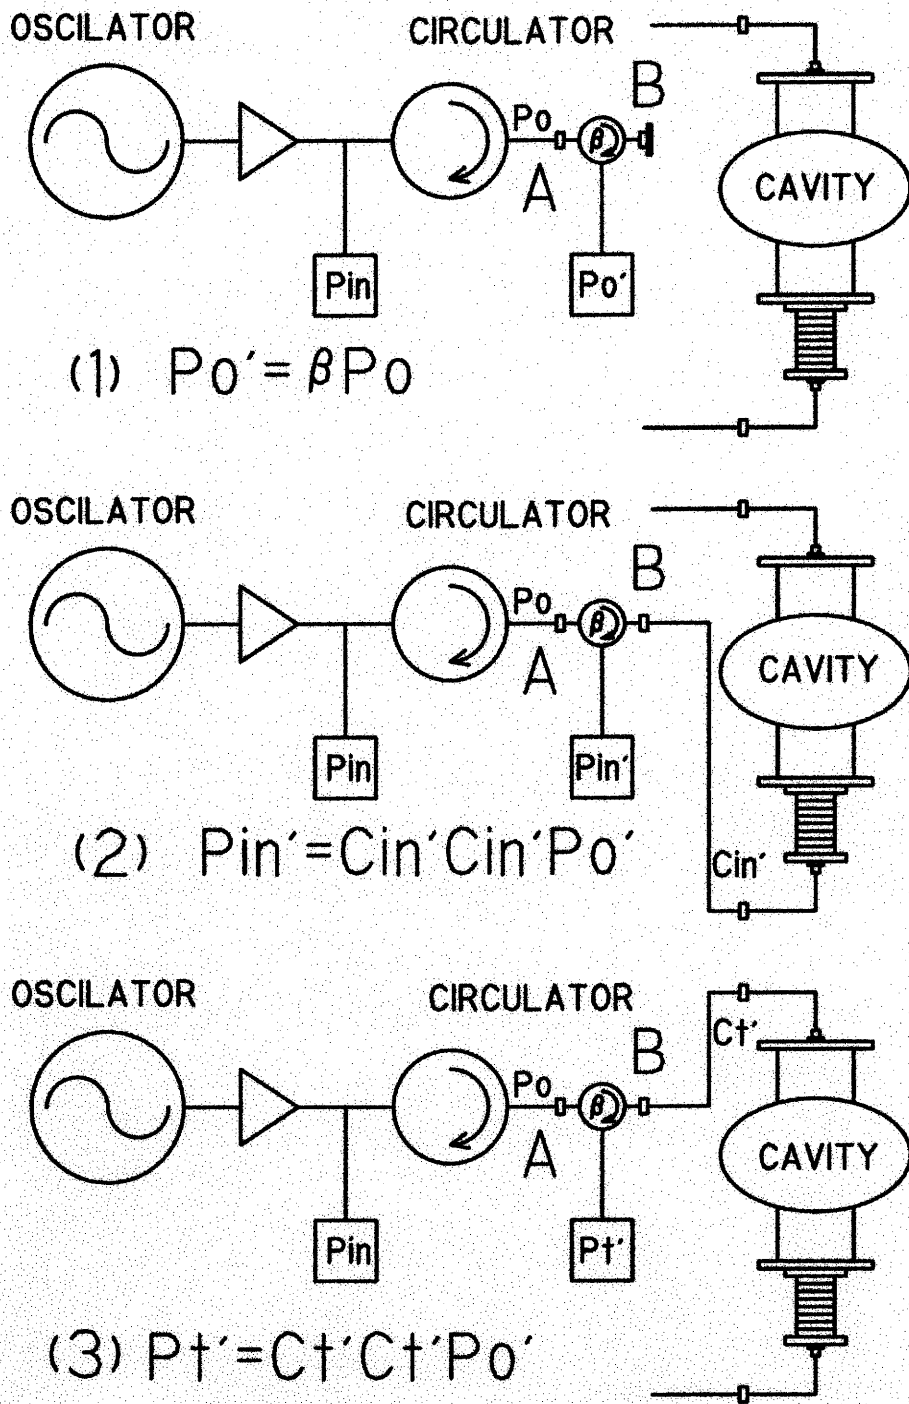 OSCILATOR CIRCULATOR
B
Po
β
CAVITY
A
Pin Po′
(1) Po′=βPo
OSCILATOR CIRCULATOR
B
Po
β
CAVITY
A
Pin Pin′
(2) Pin′=Cin′Cin′Po′
Cin′
OSCILATOR CIRCULATOR
Ct′
B
Po
β
CAVITY
A
Pin Pt′
(3) Pt′=Ct′Ct′Po′